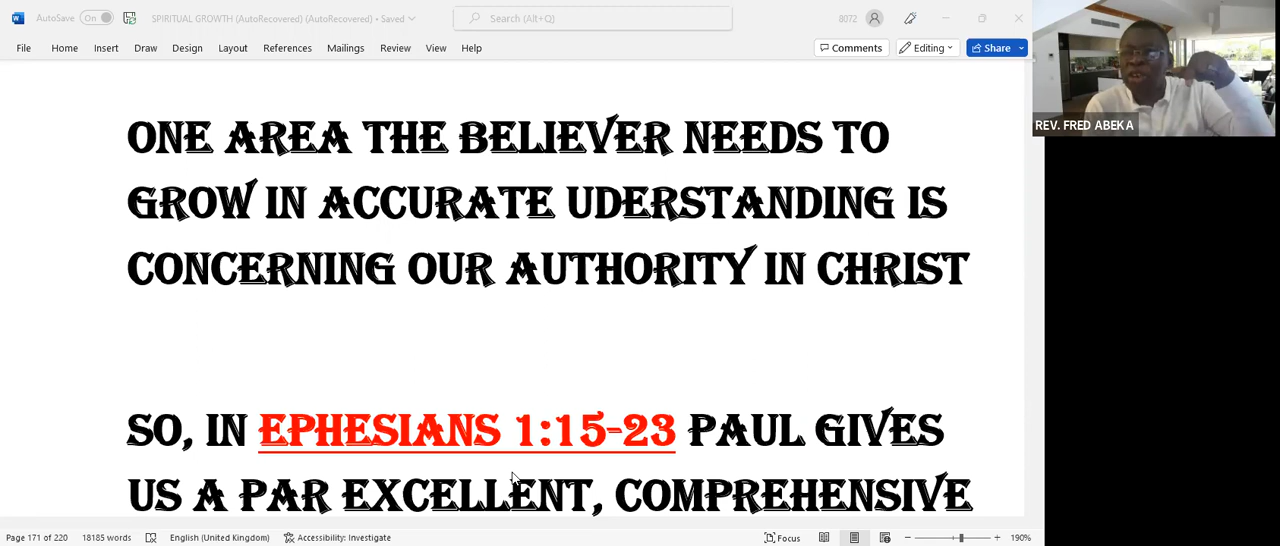 AutoSave Off SPIRITUAL GROWTH (AutoRecovered) (AutoRecovered) • Saved Search (Alt+Q) 8072
File Home Insert Draw Design Layout References Mailings Review View Help Comments Editing Share
REV. FRED ABEKA
ONE AREA THE BELIEVER NEEDS TO
GROW IN ACCURATE UDERSTANDING IS
CONCERNING OUR AUTHORITY IN CHRIST
SO, IN EPHESIANS 1:15-23 PAUL GIVES
US A PAR EXCELLENT, COMPREHENSIVE
Page 171 of 220 18185 words English (United Kingdom) Accessibility: Investigate Focus 190%